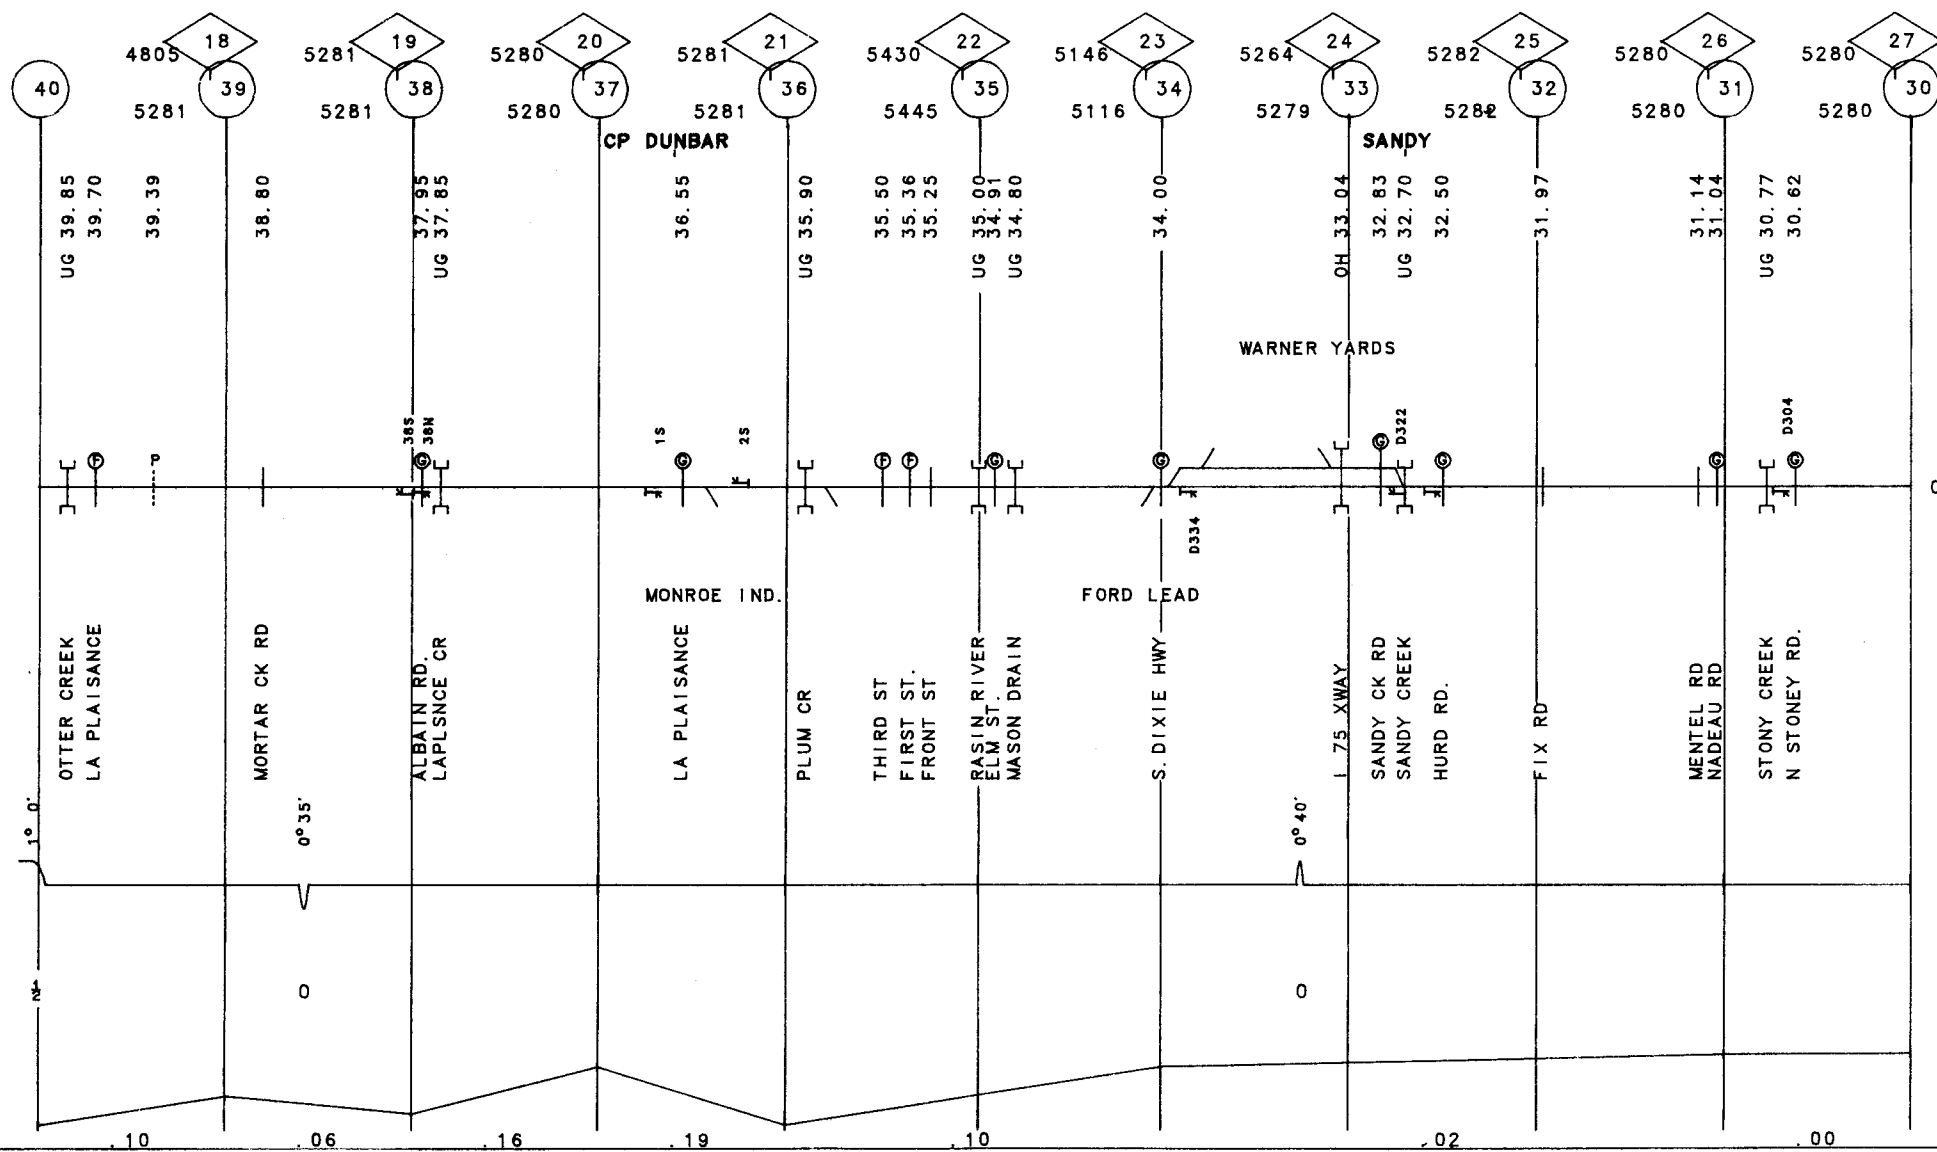 18 19 20 21 22 23 24 25 26 27
4805 5281 5280 5281 5430 5146 5264 5282 5280 5280
40 39 38 37 36 35 34 33 32 31 30
5281 5281 5280 5281 5445 5116 5279 5280 5280
CP DUNBAR SANDY
UG 39.85
39.70
39.39
38.80
37.95
UG 37.85
36.55
UG 35.90
35.50
35.36
35.25
UG 35.00
34.91
UG 34.80
34.00
OH 33.04
32.83
UG 32.70
32.50
31.97
31.14
31.04
UG 30.77
30.62
WARNER YARDS
38S
38N
1S
2S
D322
D304
F P G G F F G G G G G G
0
D334
MONROE IND. FORD LEAD
OTTER CREEK
LA PLAISANCE
MORTAR CK RD
ALBAIN RD.
LAPLSNCE CR
LA PLAISANCE
PLUM CR
THIRD ST
FIRST ST.
FRONT ST
RASIN RIVER
ELM ST.
MASON DRAIN
S.DIXIE HWY
I 75 XWAY
SANDY CK RD
SANDY CREEK
HURD RD.
FIX RD
MENTEL RD
NADEAU RD
STONY CREEK
N STONEY RD.
1° 0' 0° 35' 0° 40'
0 0
.10 .06 .16 .19 .10 .02 .00